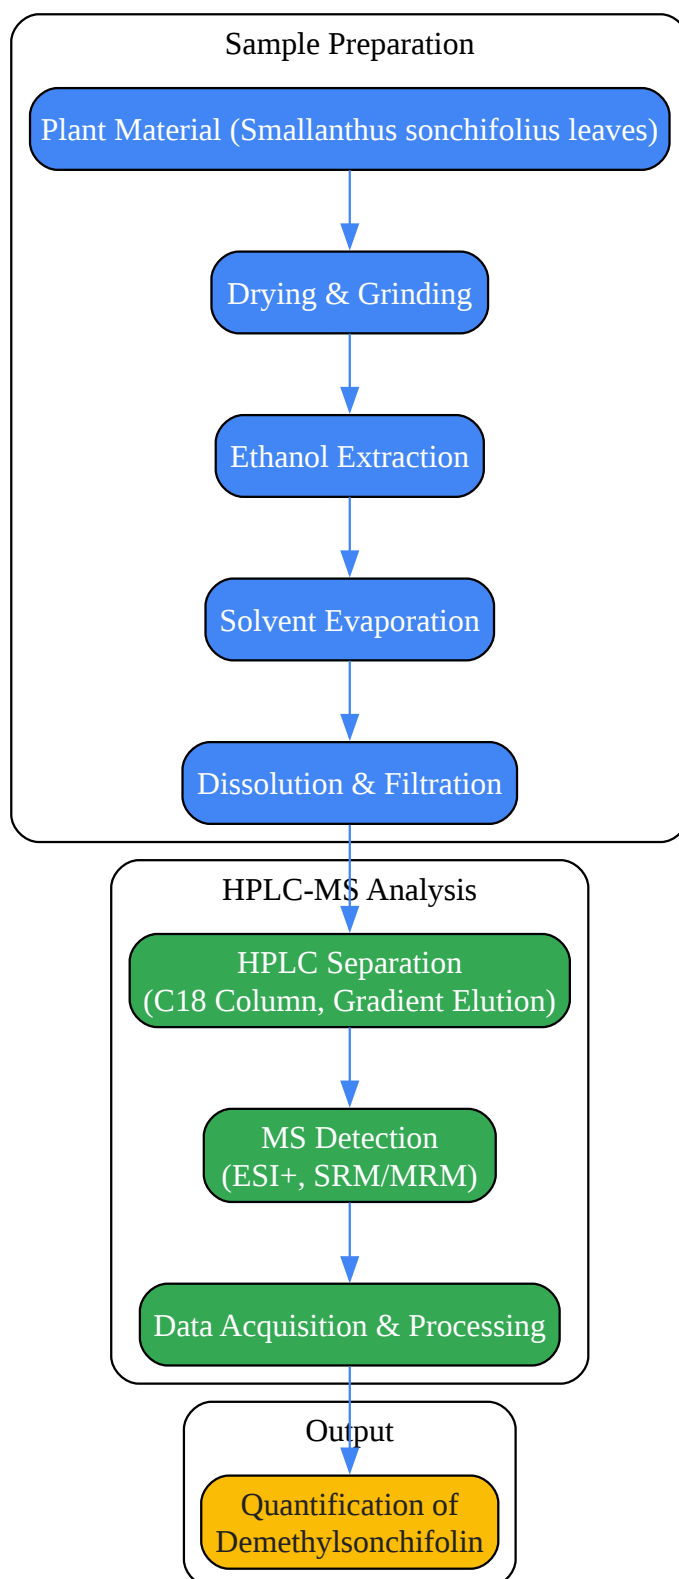 Sample Preparation
Plant Material (Smallanthus sonchifolius leaves)
Drying & Grinding
Ethanol Extraction
Solvent Evaporation
Dissolution & Filtration
HPLC-MS Analysis
HPLC Separation
(C18 Column, Gradient Elution)
MS Detection
(ESI+, SRM/MRM)
Data Acquisition & Processing
Output
Quantification of
Demethylsonchifolin